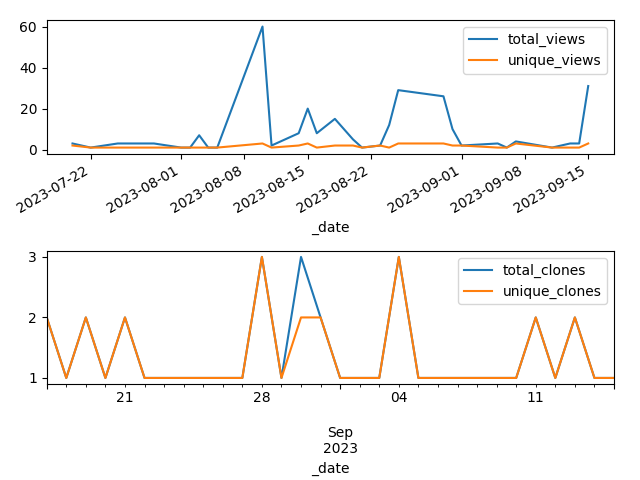 60
40
20
0
total_views
unique_views
2023-07-22
2023-08-01
2023-08-08
2023-08-15
2023-08-22
2023-09-01
2023-09-08
2023-09-15
_date
3
2
1
total_clones
unique_clones
21
28
04
11
Sep
2023
_date